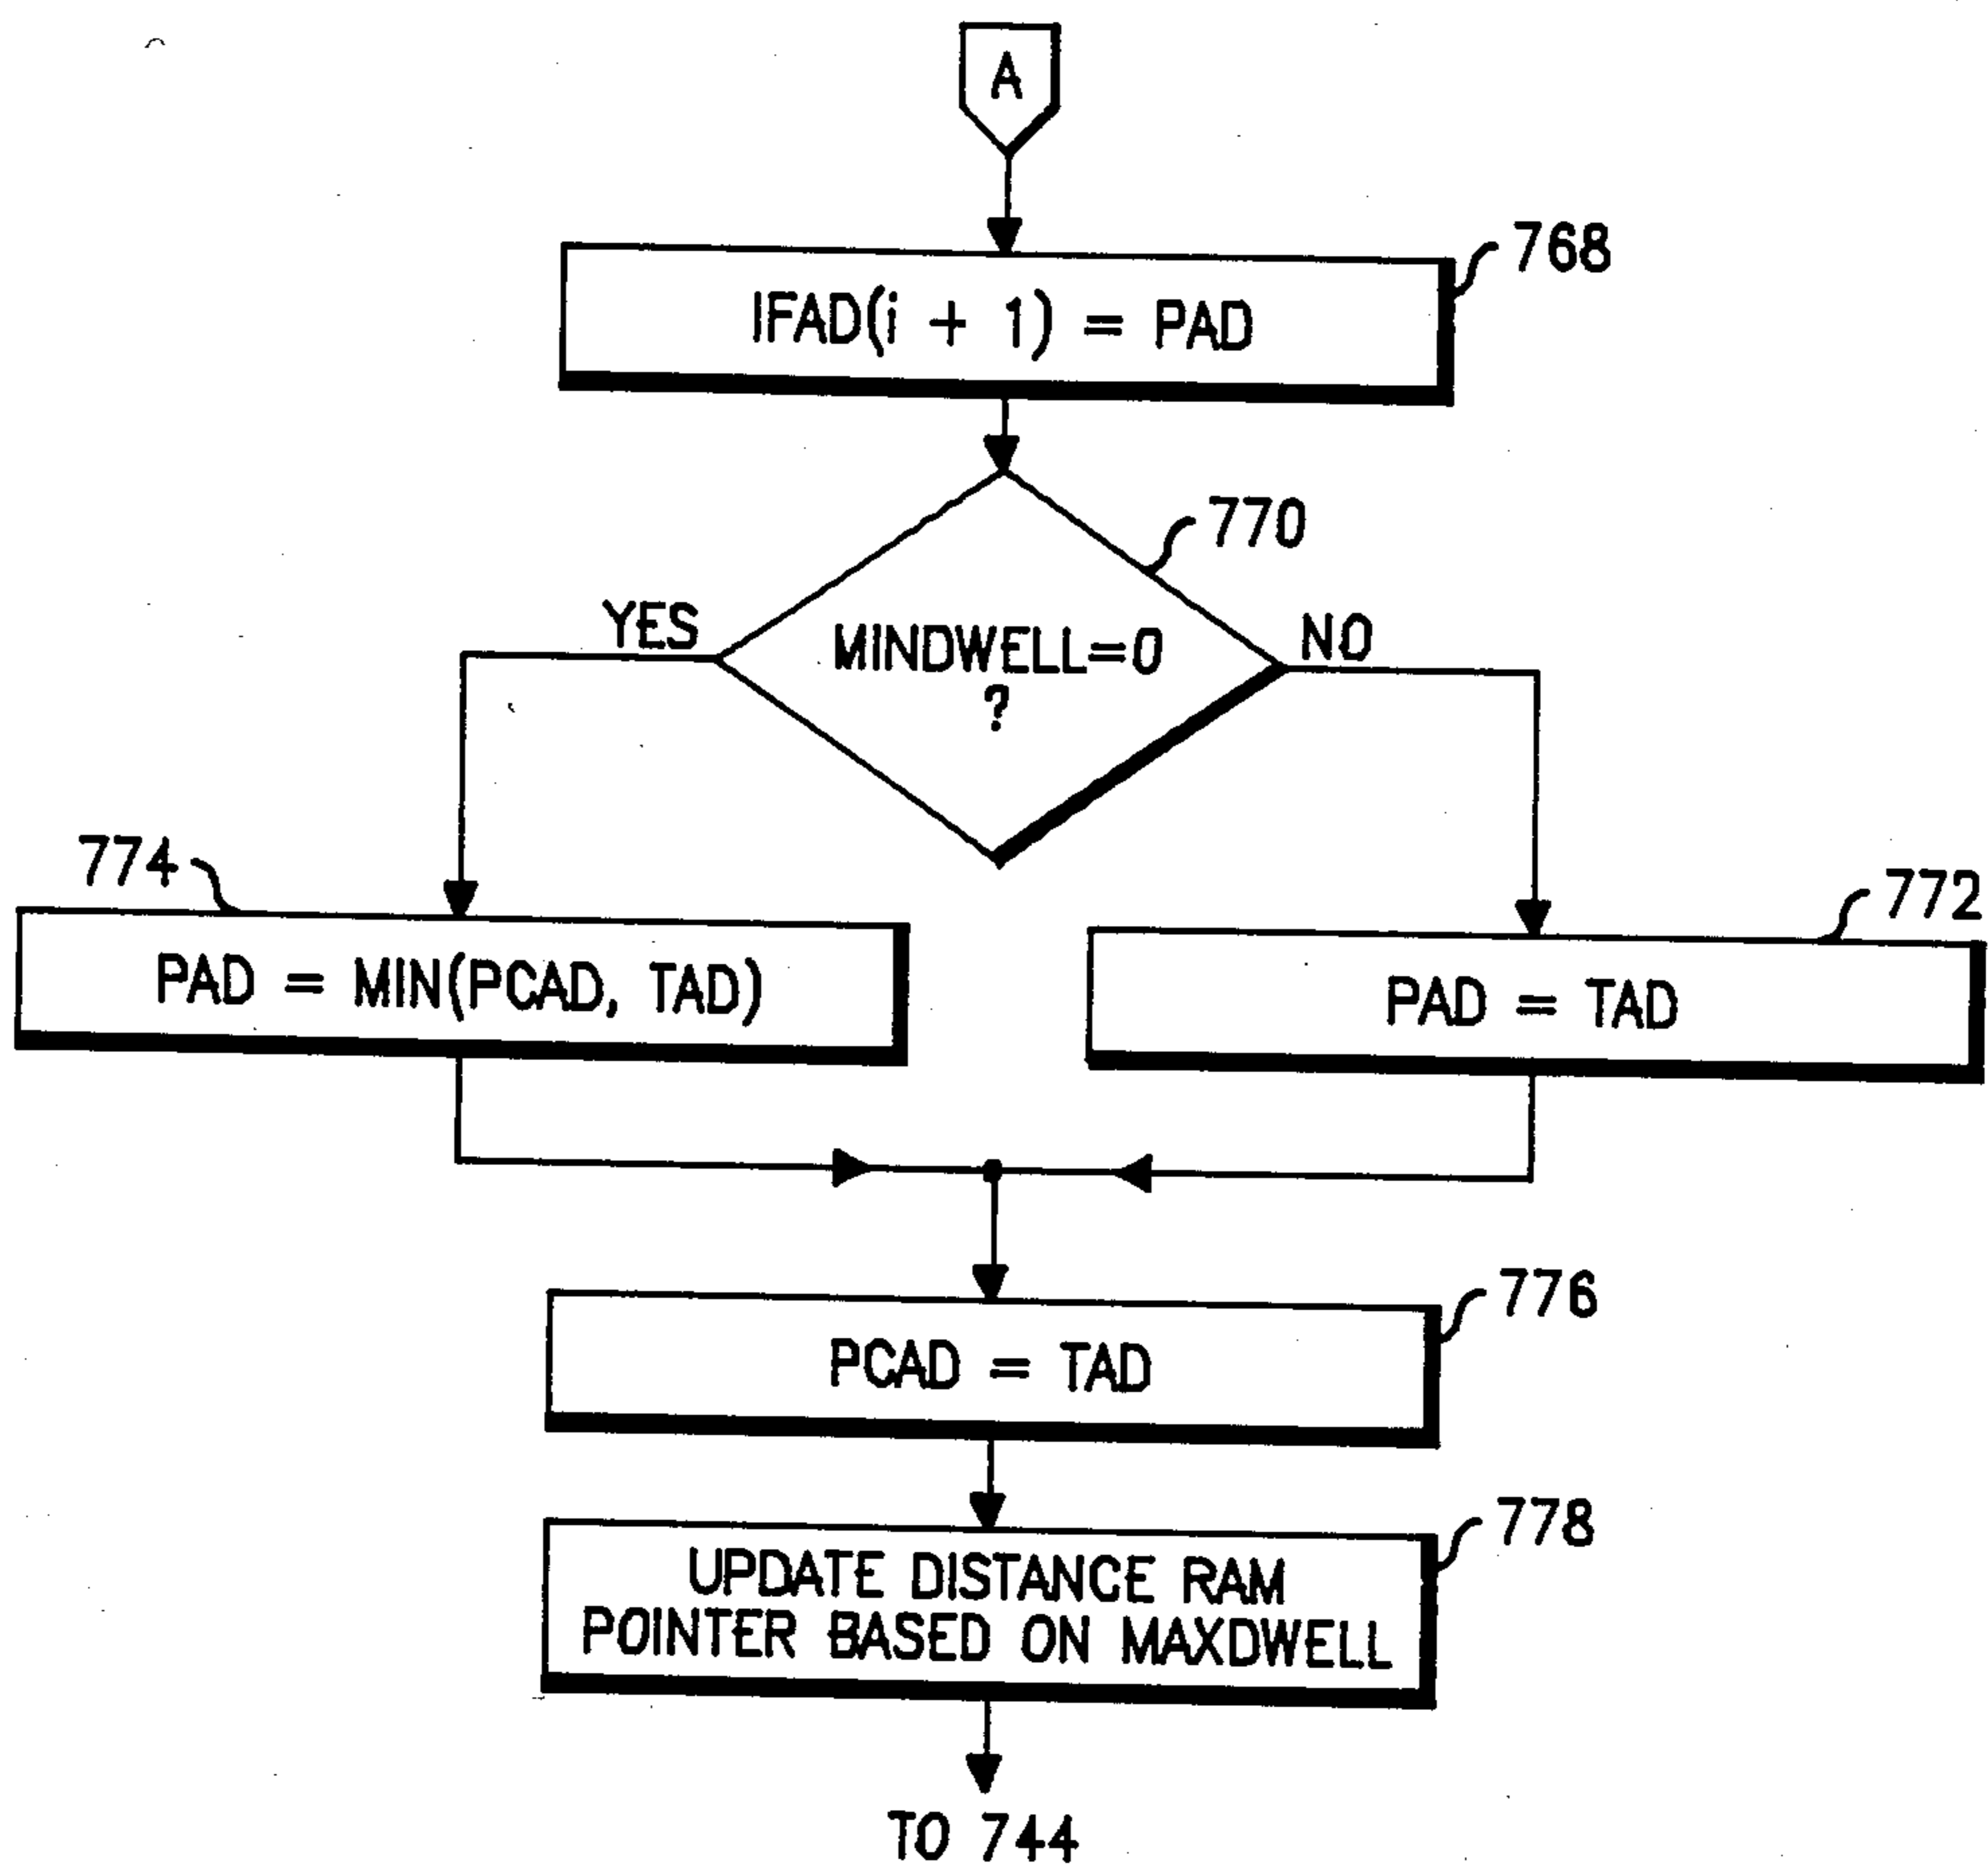 A
768
IFAD(i + 1) = PAD
770
YES
MINDWELL=0
?
NO
774
772
PAD = MIN(PCAD, TAD)
PAD = TAD
776
PCAD = TAD
778
UPDATE DISTANCE RAM
POINTER BASED ON MAXDWELL
TO 744